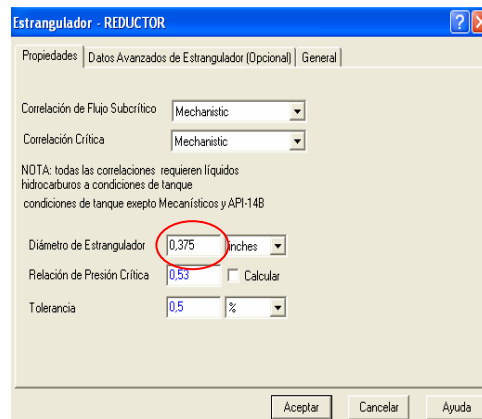 Estrangulador - REDUCTOR
Propiedades Datos Avanzados de Estrangulador (Opcional) General
Correlación de Flujo Subcrítico Mechanistic
Correlación Crítica Mechanistic
NOTA: todas las correlaciones requieren líquidos
hidrocarburos a condiciones de tanque
condiciones de tanque exepto Mecanísticos y API-14B
Diámetro de Estrangulador 0,375 inches
Relación de Presión Crítica 0,53 Calcular
Tolerancia 0,5 %
Aceptar Cancelar Ayuda